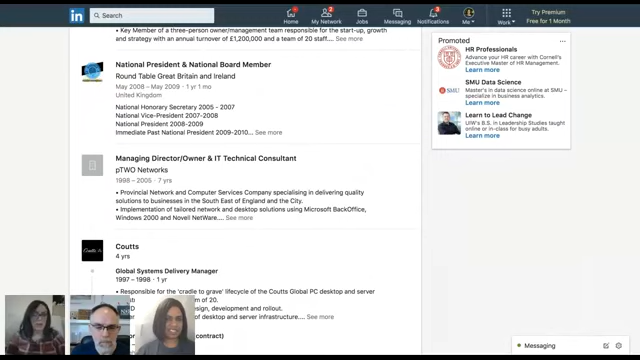 in
Search
Home
2
My Network
Jobs
Messaging
3
Notifications
Me
Work
Try Premium
Free for 1 Month
• Key Member of a three-person owner/management team responsible for the start-up, growth
and strategy with an annual turnover of £1,200,000 and a team of 20 staff.... See more
National President & National Board Member
Round Table Great Britain and Ireland
May 2008 – May 2009 · 1 yr 1 mo
United Kingdom
National Honorary Secretary 2005 - 2007
National Vice-President 2007-2008
National President 2008-2009
Immediate Past National President 2009-2010... See more
Managing Director/Owner & IT Technical Consultant
pTWO Networks
1998 – 2005 · 7 yrs
• Provincial Network and Computer Services Company specialising in delivering quality
solutions to businesses in the South East of England and the City.
• Implementation of tailored network and desktop solutions using Microsoft BackOffice,
Windows 2000 and Novell NetWare.... See more
Coutts
Coutts
4 yrs
Global Systems Delivery Manager
1997 – 1998 · 1 yr
• Responsible for the 'cradle to grave' lifecycle of the Coutts Global PC desktop and server
m of 20.
design, development and rollout.
of desktop and server infrastructure.... See more
contract)
Promoted
...
HR Professionals
Advance your HR career with Cornell's
Executive Master of HR Management.
Learn more
SMU
SMU Data Science
Master's in data science online at SMU –
specialize in business analytics.
Learn more
Learn to Lead Change
UIW's B.S. in Leadership Studies taught
online or in-class for busy adults.
Learn more
Messaging